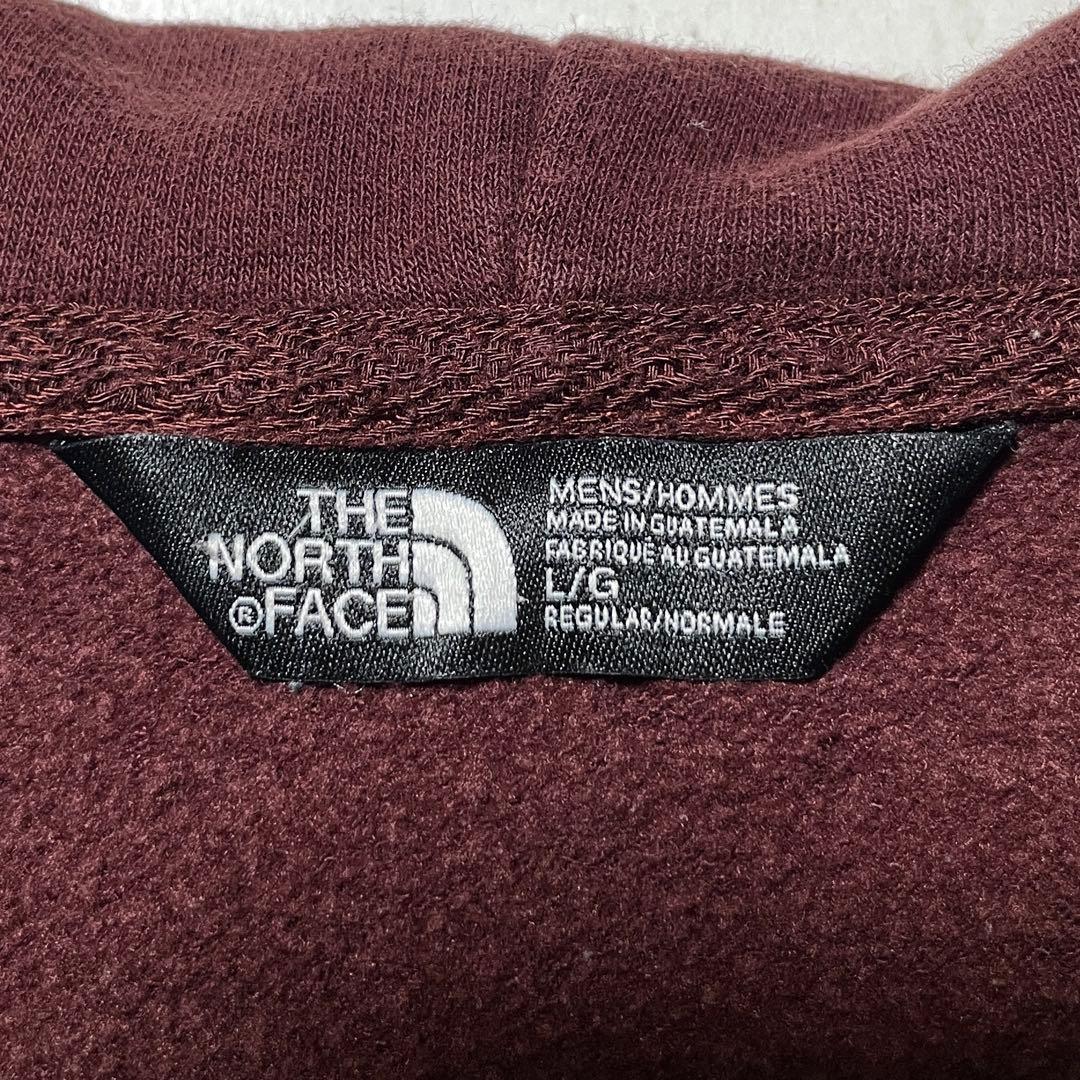 THE
NORTH
®FACE
MENS/HOMMES
MADE IN GUATEMALA
FABRIQUÉ AU GUATEMALA
L/G
REGULAR/NORMALE